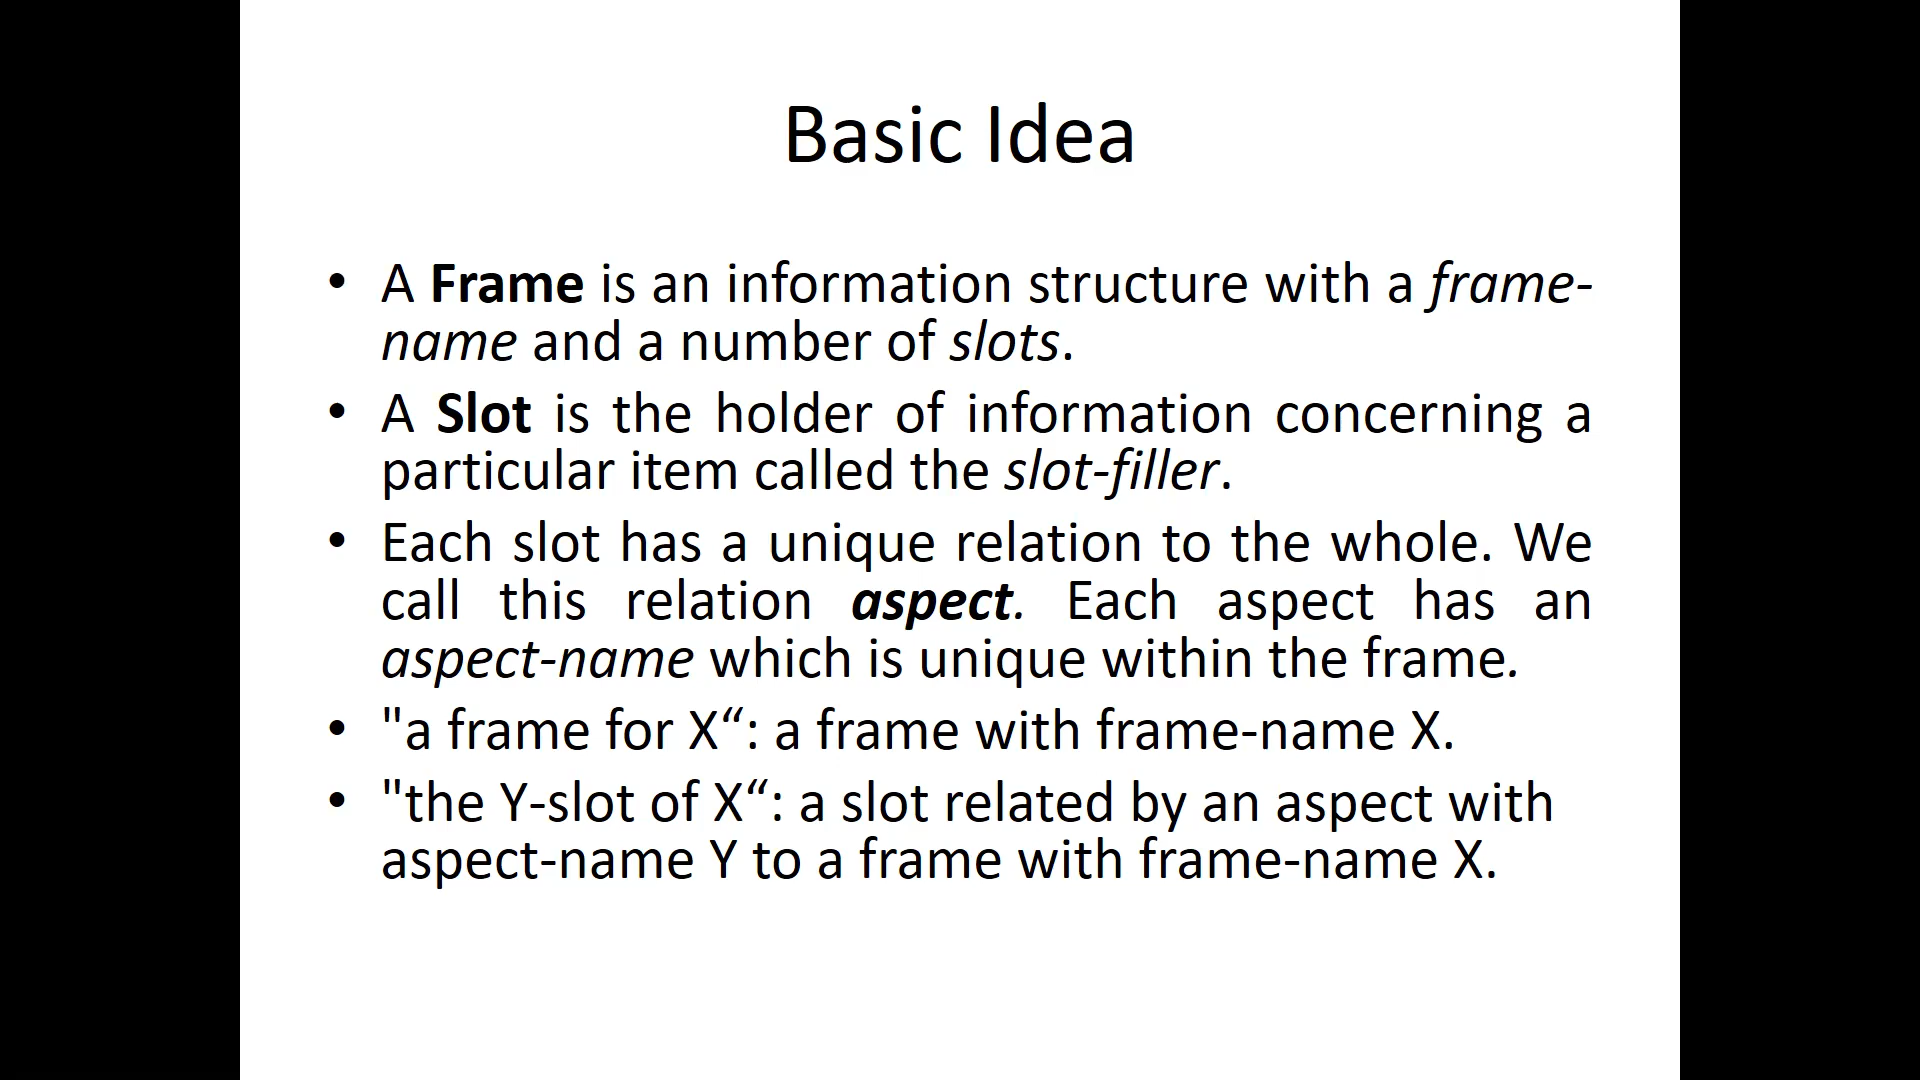 Basic Idea
• A Frame is an information structure with a frame-
name and a number of slots.
• A Slot is the holder of information concerning a
particular item called the slot-filler.
• Each slot has a unique relation to the whole. We
call this relation aspect. Each aspect has an
aspect-name which is unique within the frame.
• "a frame for X“: a frame with frame-name X.
• "the Y-slot of X“: a slot related by an aspect with
aspect-name Y to a frame with frame-name X.